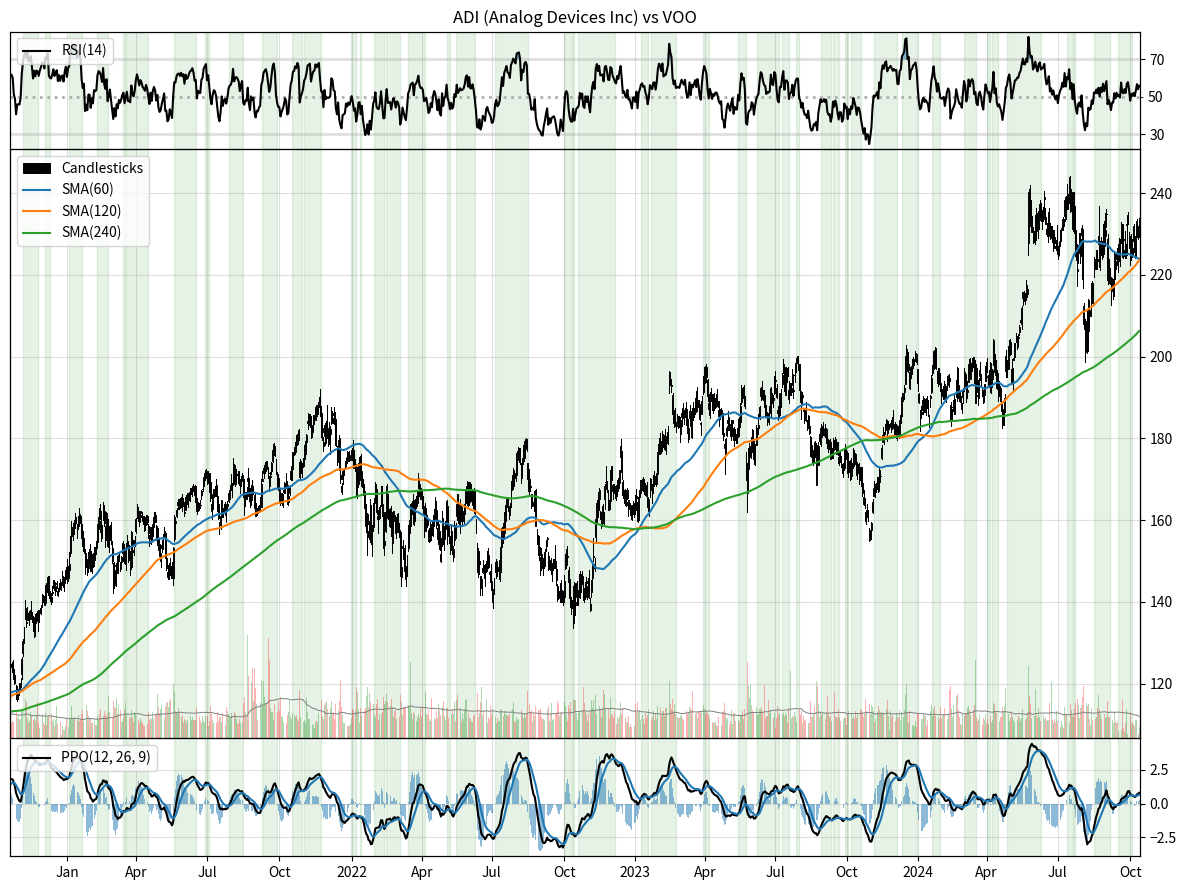 ADI (Analog Devices Inc) vs VOO
RSI(14)
70
50
30
Candlesticks
SMA(60)
SMA(120)
SMA(240)
240
220
200
180
160
140
120
PPO(12, 26, 9)
2.5
0.0
−2.5
Jan Apr Jul Oct 2022 Apr Jul Oct 2023 Apr Jul Oct 2024 Apr Jul Oct